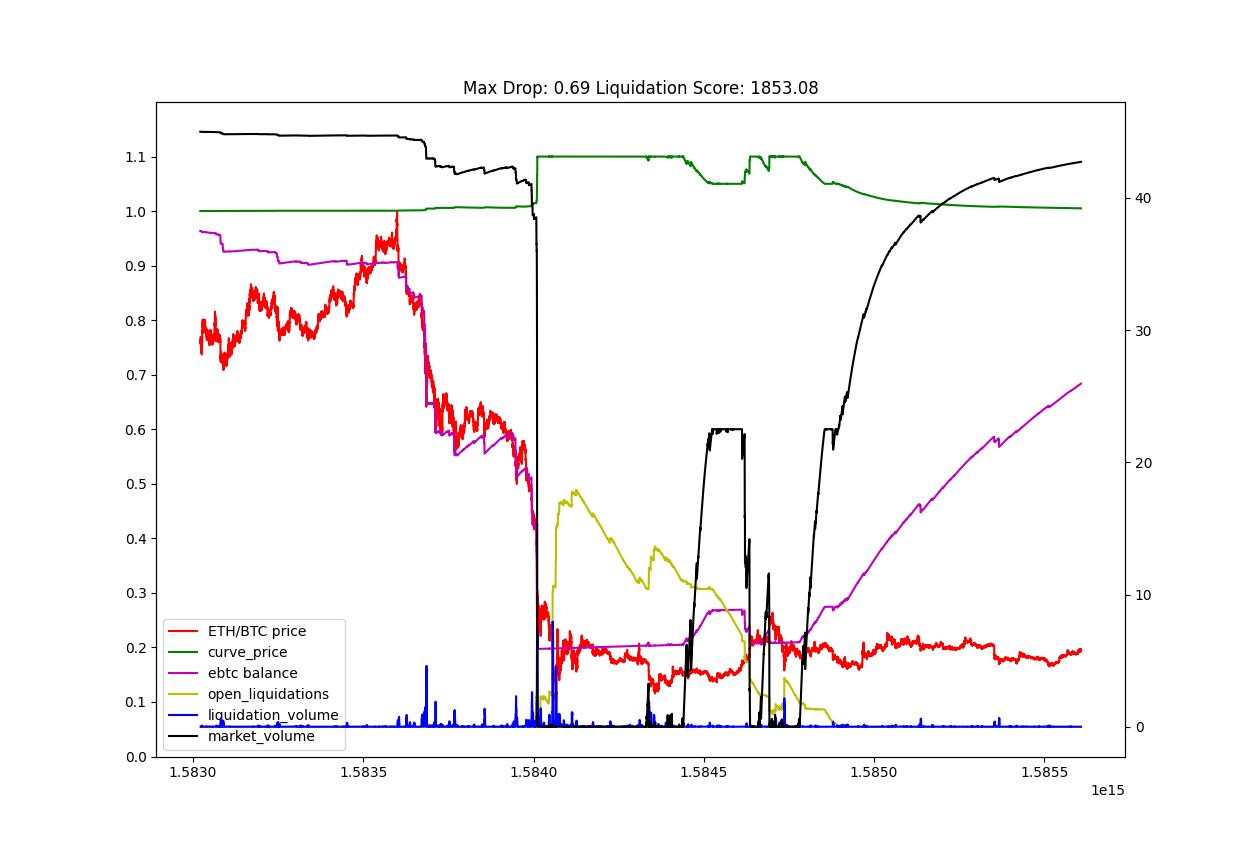 Max Drop: 0.69 Liquidation Score: 1853.08
1.1
1.0
0.9
0.8
0.7
0.6
0.5
0.4
0.3
0.2
0.1
0.0
40
30
20
10
0
ETH/BTC price
curve_price
ebtc balance
open_liquidations
liquidation_volume
market_volume
1.5830 1.5835 1.5840 1.5845 1.5850 1.5855
1e15